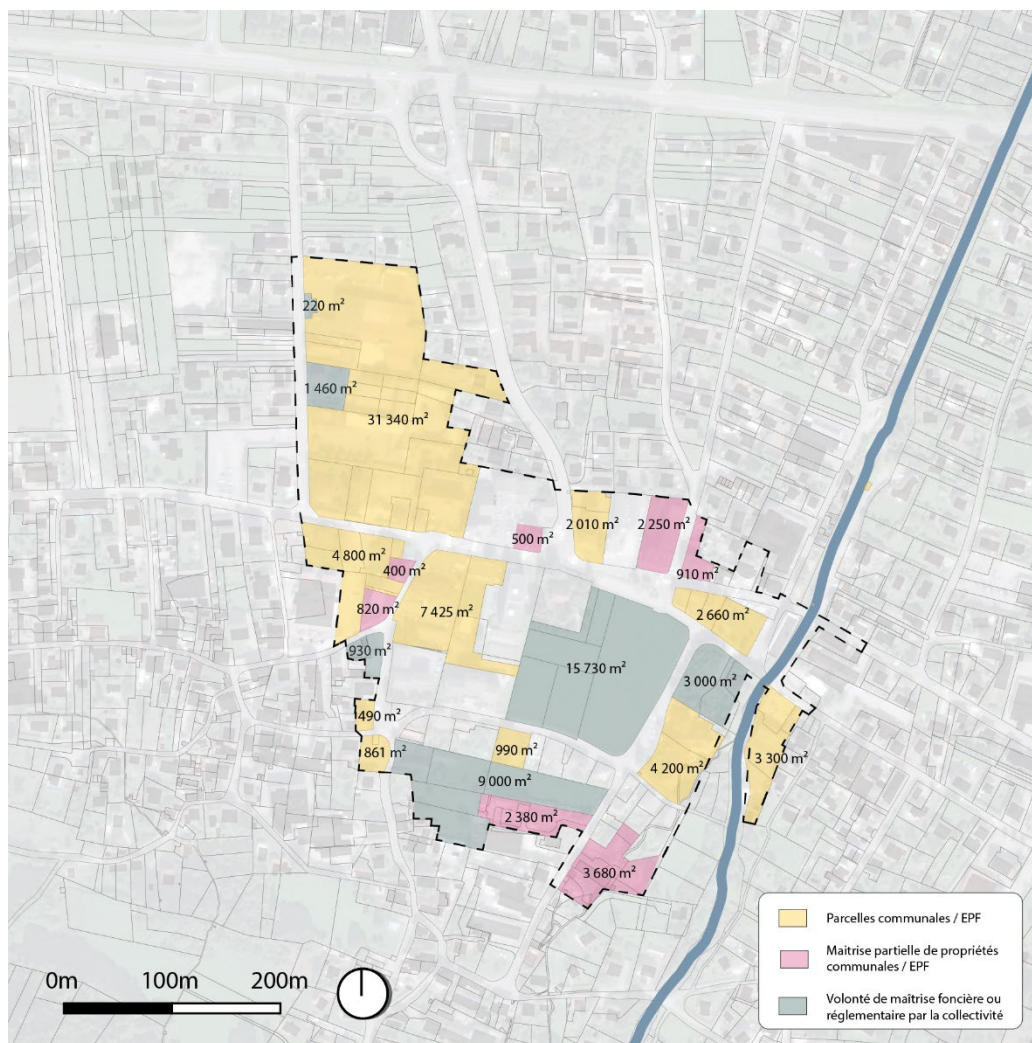 220 m²
1 460 m²
31 340 m²
2 010 m²
2 250 m²
500 m²
4 800 m²
400 m²
910 m²
820 m²
7 425 m²
2 660 m²
930 m²
15 730 m²
3 000 m²
490 m²
861 m²
990 m²
3 300 m²
4 200 m²
9 000 m²
2 380 m²
3 680 m²
Parcelles communales / EPF
Maitrise partielle de propriétés
communales / EPF
Volonté de maîtrise foncière ou
réglementaire par la collectivité
0m 100m 200m